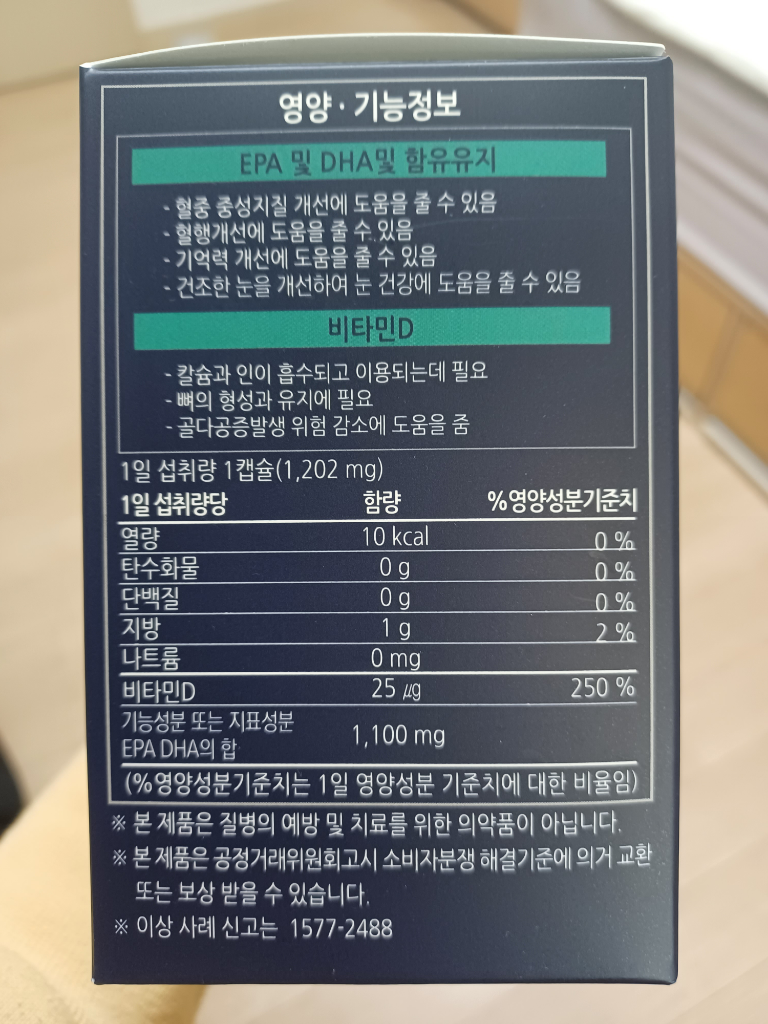 영양·기능정보
EPA 및 DHA및 함유유지
- 혈중 중성지질 개선에 도움을 줄 수 있음
- 혈행개선에 도움을 줄 수 있음
- 기억력 개선에 도움을 줄 수 있음
- 건조한 눈을 개선하여 눈 건강에 도움을 줄 수 있음
비타민D
- 칼슘과 인이 흡수되고 이용되는데 필요
- 뼈의 형성과 유지에 필요
- 골다공증발생 위험 감소에 도움을 줌
1일 섭취량 1캡슐(1,202 mg)
1일 섭취량당 함량 %영양성분기준치
열량 10 kcal 0 %
탄수화물 0 g 0 %
단백질 0 g 0 %
지방 1 g 2 %
나트륨 0 mg
비타민D 25 ㎍ 250 %
기능성분 또는 지표성분
EPA DHA의 합 1,100 mg
(%영양성분기준치는 1일 영양성분 기준치에 대한 비율임)
※ 본 제품은 질병의 예방 및 치료를 위한 의약품이 아닙니다.
※ 본 제품은 공정거래위원회고시 소비자분쟁 해결기준에 의거 교환
또는 보상 받을 수 있습니다.
※ 이상 사례 신고는 1577-2488